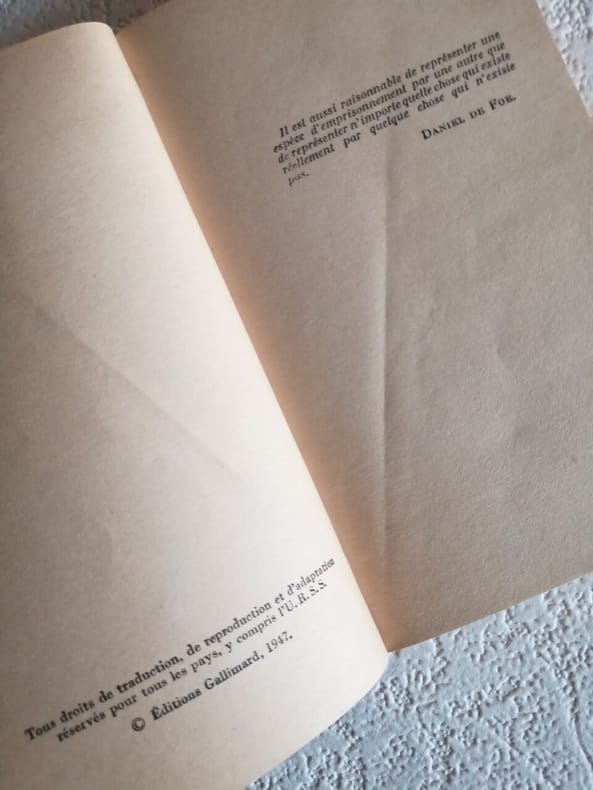 Tous droits de traduction, de reproduction et d'adaptation
réservés pour tous les pays, y compris l'U. R. S. S.
© Éditions Gallimard, 1947.
Il est aussi raisonnable de représenter une
espèce d'emprisonnement par une autre que
de représenter n'importe quelle chose qui existe
réellement par quelque chose qui n'existe
pas.
DANIEL DE FOE.